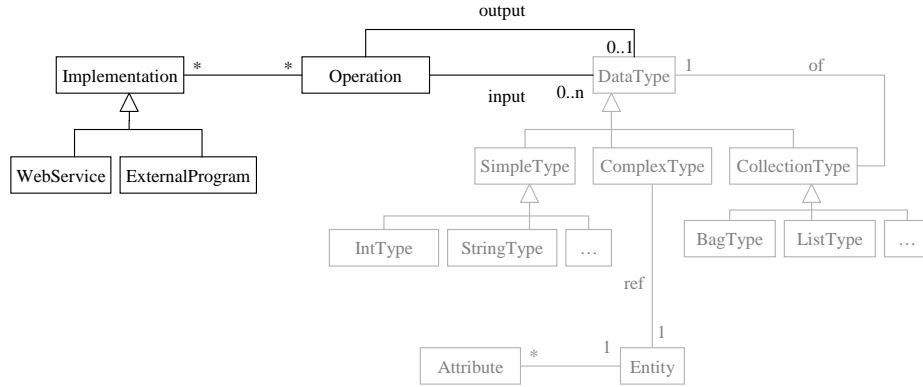 output
0..1
Implementation
*
*
Operation
DataType
1
of
input
0..n
WebService
ExternalProgram
SimpleType
ComplexType
CollectionType
IntType
StringType
...
BagType
ListType
...
ref
1
Attribute
*
1
Entity